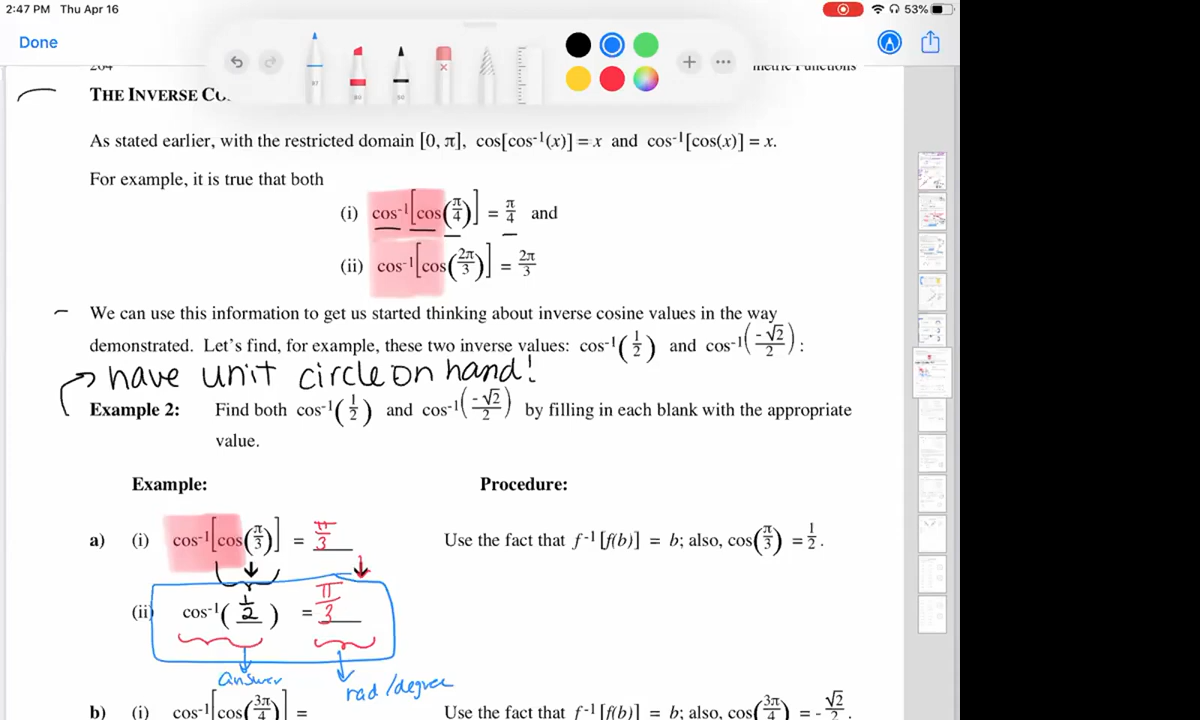 2:47 PM Thu Apr 16
53%
Done
metric Functions
THE INVERSE CO
As stated earlier, with the restricted domain [0, π], cos[cos⁻¹(x)] = x and cos⁻¹[cos(x)] = x.
For example, it is true that both
(i) cos⁻¹[cos(π/4)] = π/4 and
(ii) cos⁻¹[cos(2π/3)] = 2π/3
We can use this information to get us started thinking about inverse cosine values in the way
demonstrated. Let's find, for example, these two inverse values: cos⁻¹(1/2) and cos⁻¹(-√2/2):
have unit circle on hand!
Example 2: Find both cos⁻¹(1/2) and cos⁻¹(-√2/2) by filling in each blank with the appropriate
value.
Example: Procedure:
a) (i) cos⁻¹[cos(π/3)] = π/3 Use the fact that f⁻¹[f(b)] = b; also, cos(π/3) = 1/2.
(ii) cos⁻¹(1/2) = π/3
answer rad/degree
b) (i) cos⁻¹[cos(3π/4)] = Use the fact that f⁻¹[f(b)] = b; also, cos(3π/4) = -√2/2.